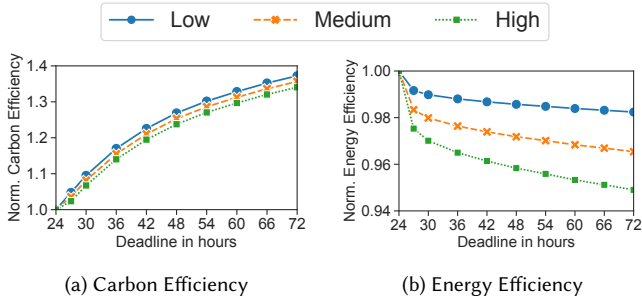 Low Medium High
Norm. Carbon Efficiency
1.4
1.3
1.2
1.1
1.0
24 30 36 42 48 54 60 66 72
Deadline in hours
(a) Carbon Efficiency
Norm. Energy Efficiency
1.00
0.98
0.96
0.94
24 30 36 42 48 54 60 66 72
Deadline in hours
(b) Energy Efficiency